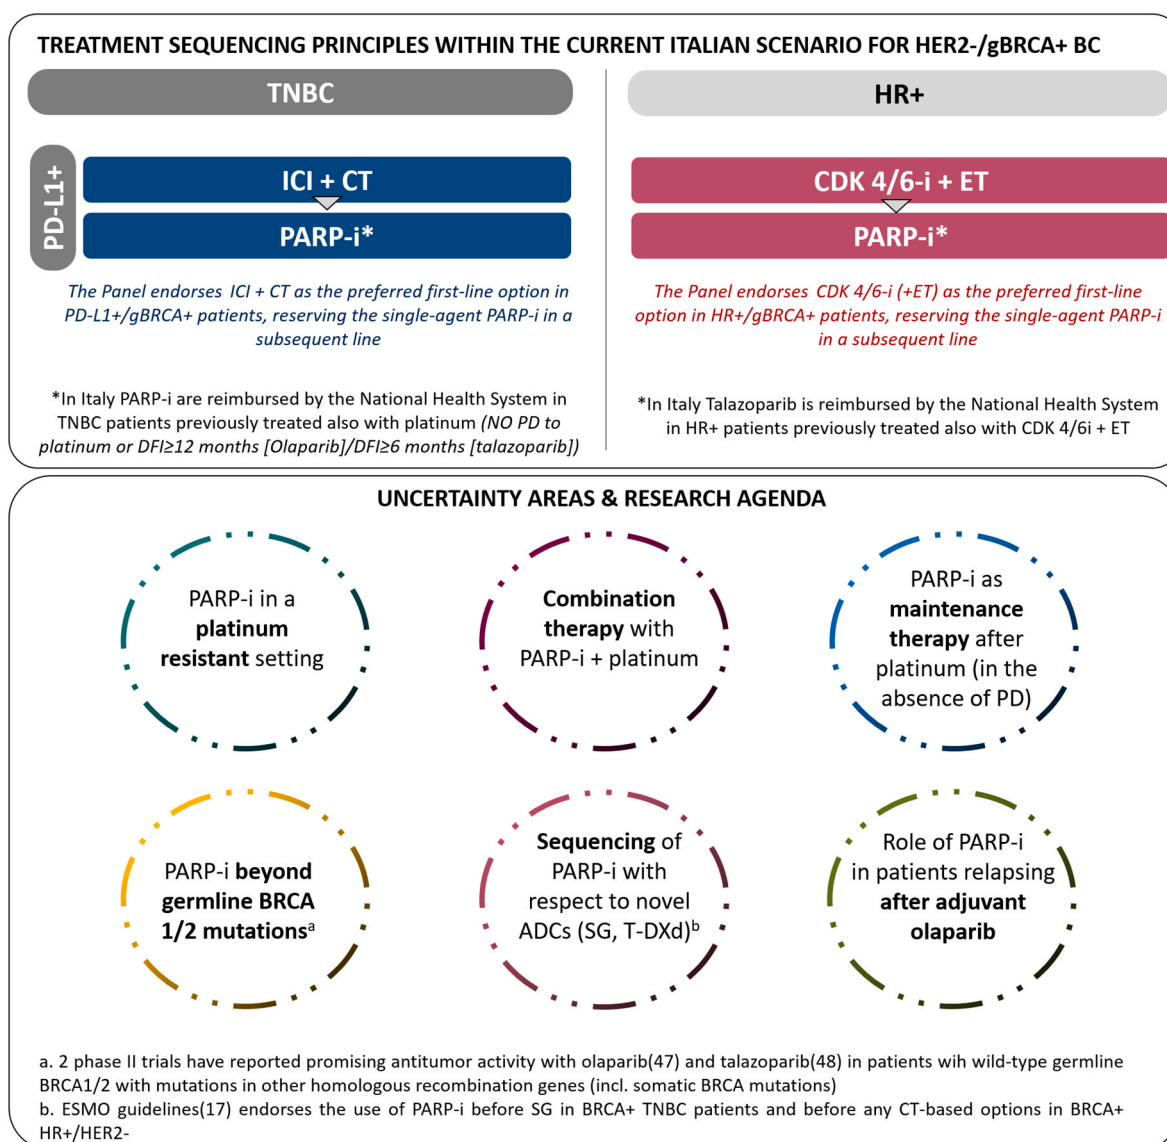 TREATMENT SEQUENCING PRINCIPLES WITHIN THE CURRENT ITALIAN SCENARIO FOR HER2-/gBRCA+ BC
TNBC
PD-L1+
ICI + CT
PARP-i*
The Panel endorses ICI + CT as the preferred first-line option in
PD-L1+/gBRCA+ patients, reserving the single-agent PARP-i in a
subsequent line
*In Italy PARP-i are reimbursed by the National Health System in
TNBC patients previously treated also with platinum (NO PD to
platinum or DFI≥12 months [Olaparib]/DFI≥6 months [talazoparib])
HR+
CDK 4/6-i + ET
PARP-i*
The Panel endorses CDK 4/6-i (+ET) as the preferred first-line
option in HR+/gBRCA+ patients, reserving the single-agent PARP-i
in a subsequent line
*In Italy Talazoparib is reimbursed by the National Health System
in HR+ patients previously treated also with CDK 4/6i + ET
UNCERTAINTY AREAS & RESEARCH AGENDA
PARP-i in a
platinum
resistant setting
Combination
therapy with
PARP-i + platinum
PARP-i as
maintenance
therapy after
platinum (in the
absence of PD)
PARP-i beyond
germline BRCA
1/2 mutationsa
Sequencing of
PARP-i with
respect to novel
ADCs (SG, T-DXd)b
Role of PARP-i
in patients relapsing
after adjuvant
olaparib
a. 2 phase II trials have reported promising antitumor activity with olaparib(47) and talazoparib(48) in patients wih wild-type germline
BRCA1/2 with mutations in other homologous recombination genes (incl. somatic BRCA mutations)
b. ESMO guidelines(17) endorses the use of PARP-i before SG in BRCA+ TNBC patients and before any CT-based options in BRCA+
HR+/HER2-